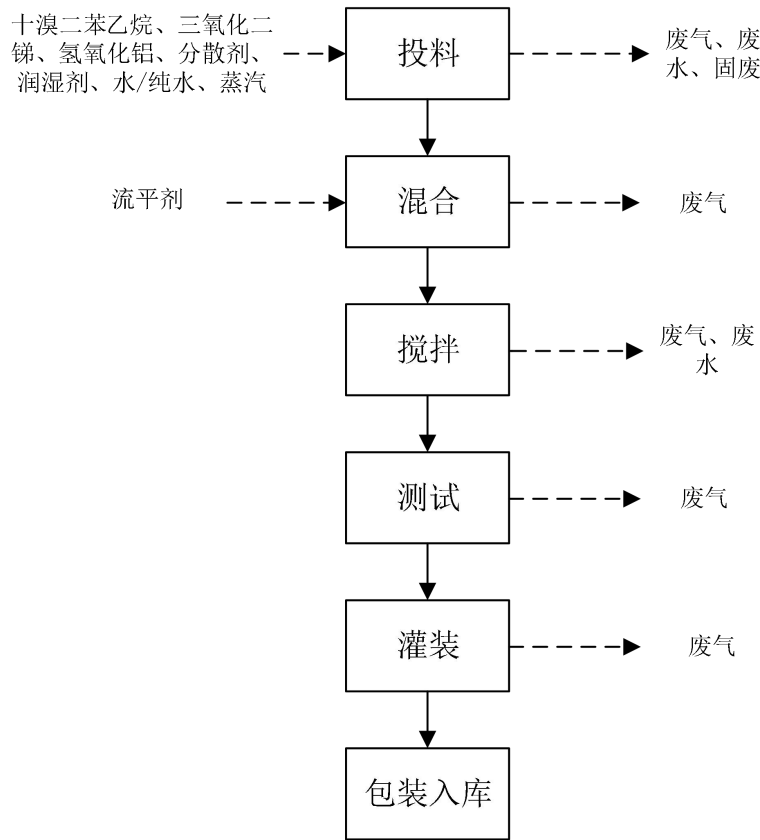 十溴二苯乙烷、三氧化二
锑、氢氧化铝、分散剂、
润湿剂、水/纯水、蒸汽
投料
废气、废
水、固废
流平剂
混合
废气
搅拌
废气、废
水
测试
废气
灌装
废气
包装入库